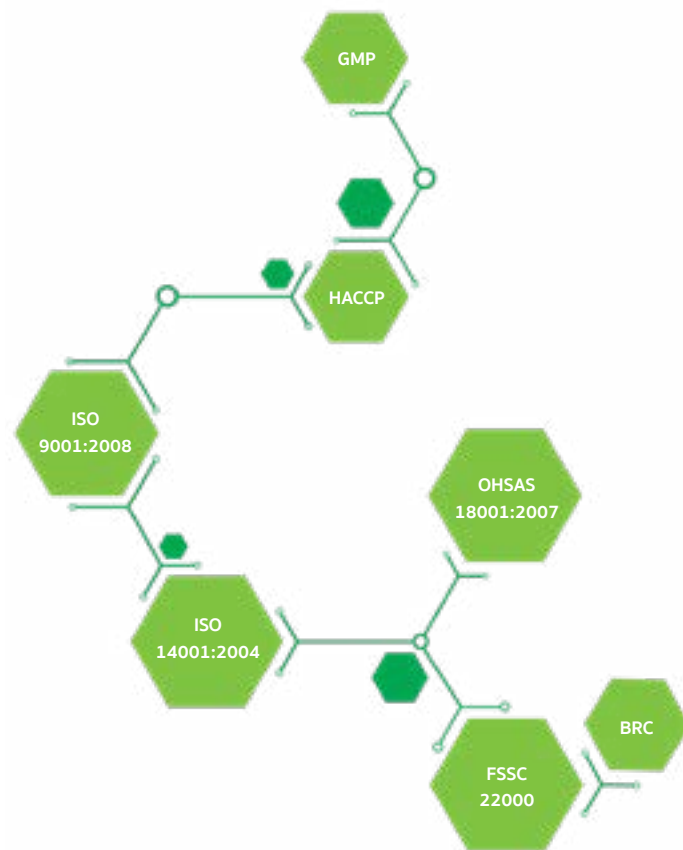 GMP
HACCP
ISO
9001:2008
OHSAS
18001:2007
ISO
14001:2004
BRC
FSSC
22000